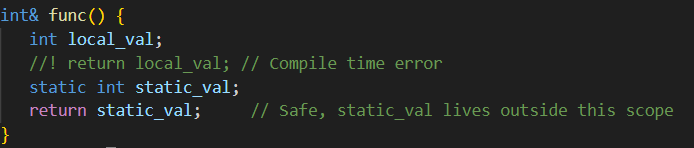 int& func() {
   int local_val;
   //! return local_val; // Compile time error
   static int static_val;
   return static_val;     // Safe, static_val lives outside this scope
}